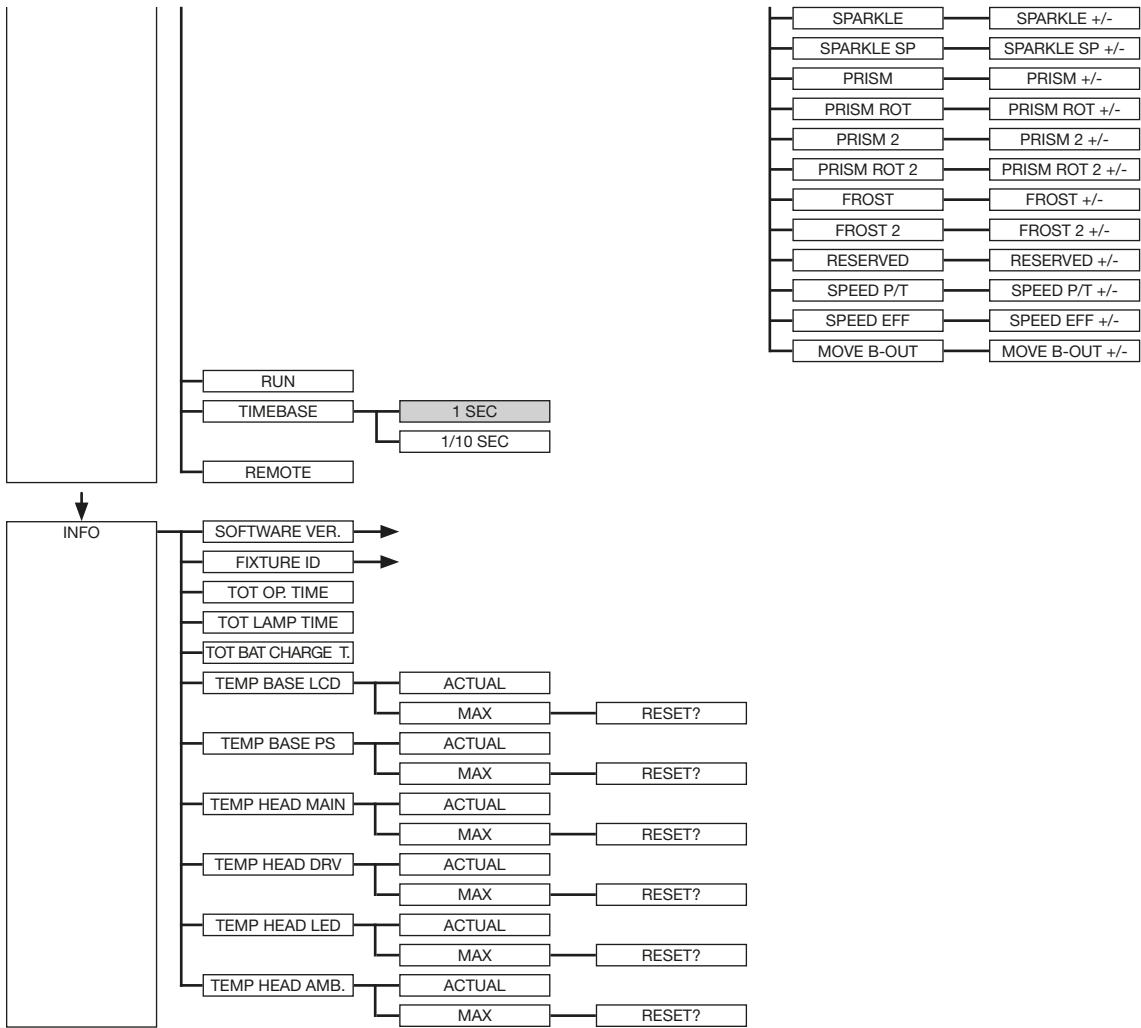 SPARKLE SPARKLE +/-
SPARKLE SP SPARKLE SP +/-
PRISM PRISM +/-
PRISM ROT PRISM ROT +/-
PRISM 2 PRISM 2 +/-
PRISM ROT 2 PRISM ROT 2 +/-
FROST FROST +/-
FROST 2 FROST 2 +/-
RESERVED RESERVED +/-
SPEED P/T SPEED P/T +/-
SPEED EFF SPEED EFF +/-
MOVE B-OUT MOVE B-OUT +/-
RUN
TIMEBASE 1 SEC
1/10 SEC
REMOTE
INFO SOFTWARE VER.
FIXTURE ID
TOT OP. TIME
TOT LAMP TIME
TOT BAT CHARGE T.
TEMP BASE LCD ACTUAL
MAX RESET?
TEMP BASE PS ACTUAL
MAX RESET?
TEMP HEAD MAIN ACTUAL
MAX RESET?
TEMP HEAD DRV ACTUAL
MAX RESET?
TEMP HEAD LED ACTUAL
MAX RESET?
TEMP HEAD AMB. ACTUAL
MAX RESET?